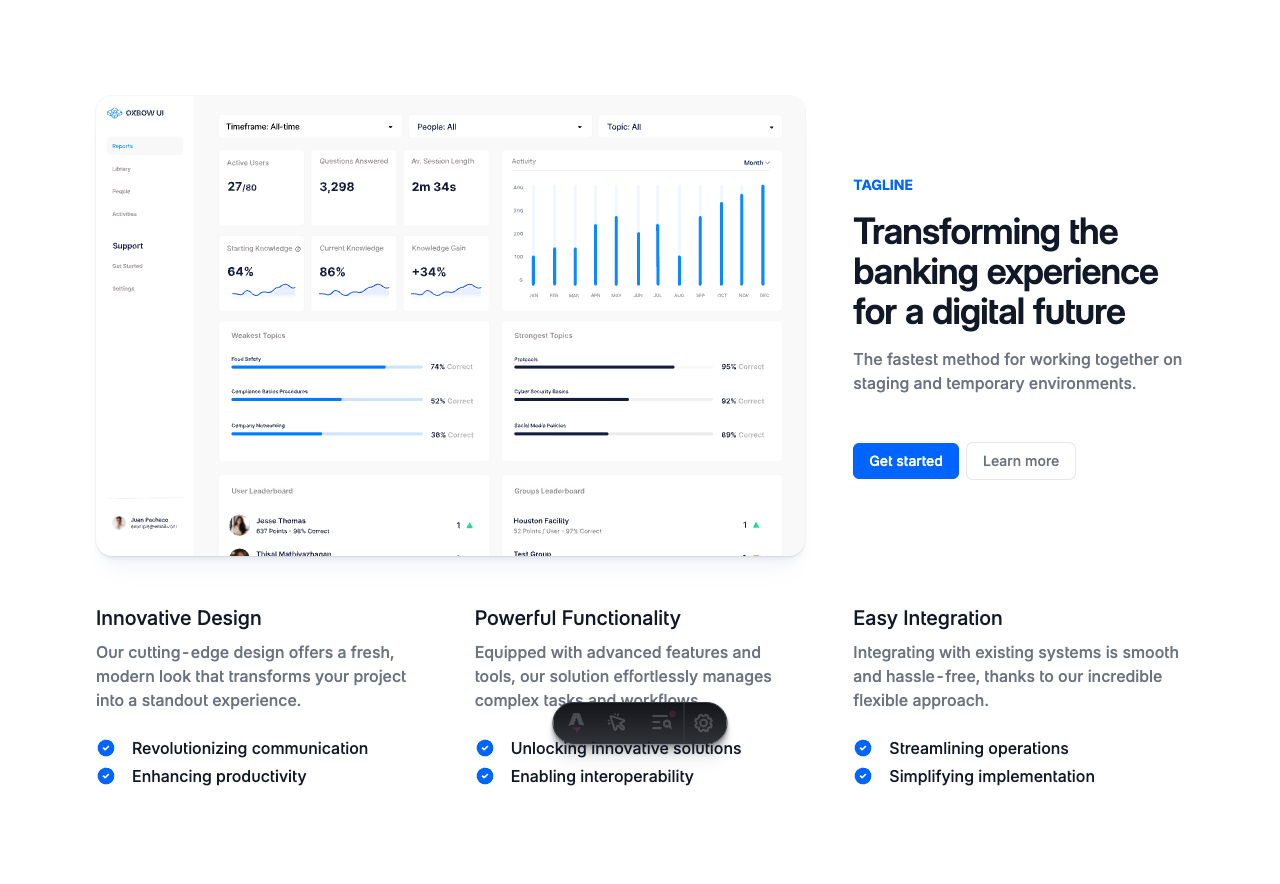 OXBOW UI
Reports
Library
People
Activities
Support
Get Started
Settings
Juan Pacheco
Timeframe: All-time
People: All
Topic: All
Active Users
27/80
Questions Answered
3,298
Av. Session Length
2m 34s
Starting Knowledge
64%
Current Knowledge
86%
Knowledge Gain
+34%
Activity
Month
400
300
200
100
JAN FEB MAR APR MAY JUN JUL AUG SEP OCT NOV DEC
Weakest Topics
Food Safety
74% Correct
Compliance Basics Procedures
52% Correct
Company Networking
36% Correct
Strongest Topics
Protocols
95% Correct
Cyber Security Basics
92% Correct
Social Media Policies
89% Correct
User Leaderboard
Jesse Thomas
637 Points - 98% Correct
1
Thisal Mathiyazhagan
Groups Leaderboard
Houston Facility
52 Points / User - 97% Correct
1
Test Group
TAGLINE
Transforming the
banking experience
for a digital future
The fastest method for working together on
staging and temporary environments.
Get started
Learn more
Innovative Design
Our cutting-edge design offers a fresh,
modern look that transforms your project
into a standout experience.
Revolutionizing communication
Enhancing productivity
Powerful Functionality
Equipped with advanced features and
tools, our solution effortlessly manages
complex tasks and workflows.
Unlocking innovative solutions
Enabling interoperability
Easy Integration
Integrating with existing systems is smooth
and hassle-free, thanks to our incredible
flexible approach.
Streamlining operations
Simplifying implementation